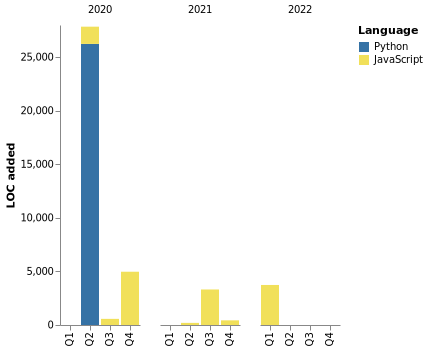 2020 2021 2022
Language
Python
JavaScript
LOC added
25,000
20,000
15,000
10,000
5,000
0
Q1 Q2 Q3 Q4 Q1 Q2 Q3 Q4 Q1 Q2 Q3 Q4